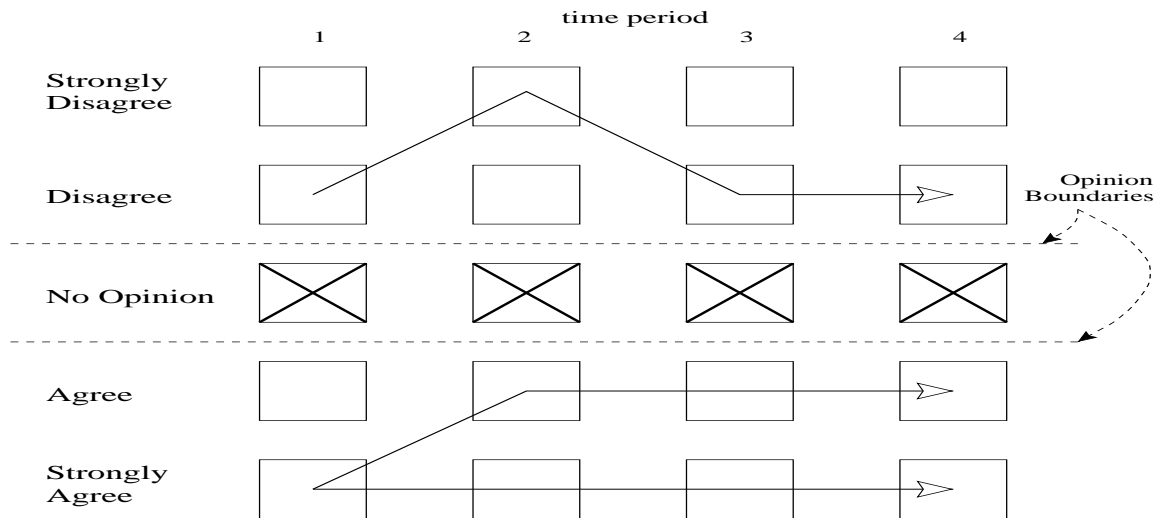 time period
1 2 3 4
Strongly
Disagree
Disagree
Opinion
Boundaries
No Opinion
Agree
Strongly
Agree